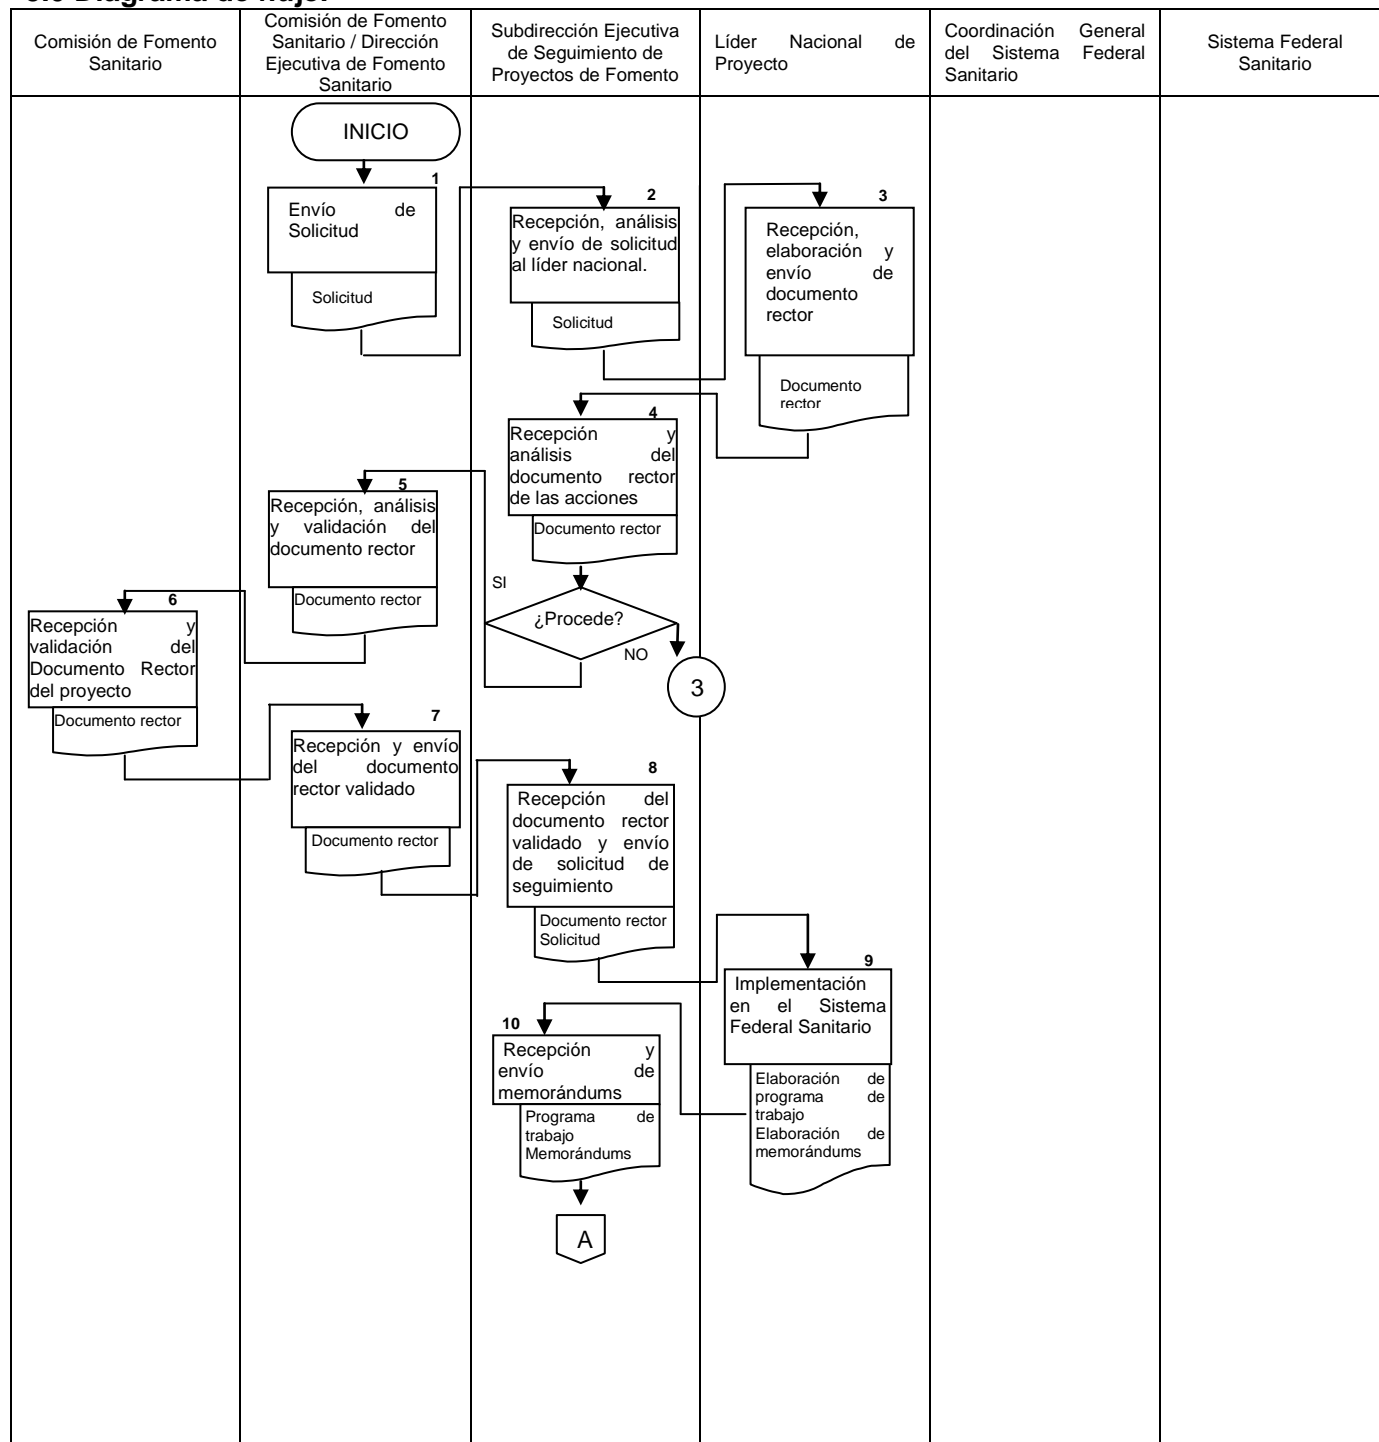 Comisión de Fomento
Sanitario
Comisión de Fomento
Sanitario / Dirección
Ejecutiva de Fomento
Sanitario
Subdirección Ejecutiva
de Seguimiento de
Proyectos de Fomento
Líder Nacional de
Proyecto
Coordinación General
del Sistema Federal
Sanitario
Sistema Federal
Sanitario
INICIO
1
Envío de
Solicitud
Solicitud
2
Recepción, análisis
y envío de solicitud
al líder nacional.
Solicitud
3
Recepción,
elaboración y
envío de
documento
rector
Documento
rector
4
Recepción y
análisis del
documento rector
de las acciones
Documento rector
¿Procede?
SI
NO
3
5
Recepción, análisis
y validación del
documento rector
Documento rector
6
Recepción y
validación del
Documento Rector
del proyecto
Documento rector
7
Recepción y envío
del documento
rector validado
Documento rector
8
Recepción del
documento rector
validado y envío
de solicitud de
seguimiento
Documento rector
Solicitud
9
Implementación
en el Sistema
Federal Sanitario
Elaboración de
programa de
trabajo
Elaboración de
memorándums
10
Recepción y
envío de
memorándums
Programa de
trabajo
Memorándums
A